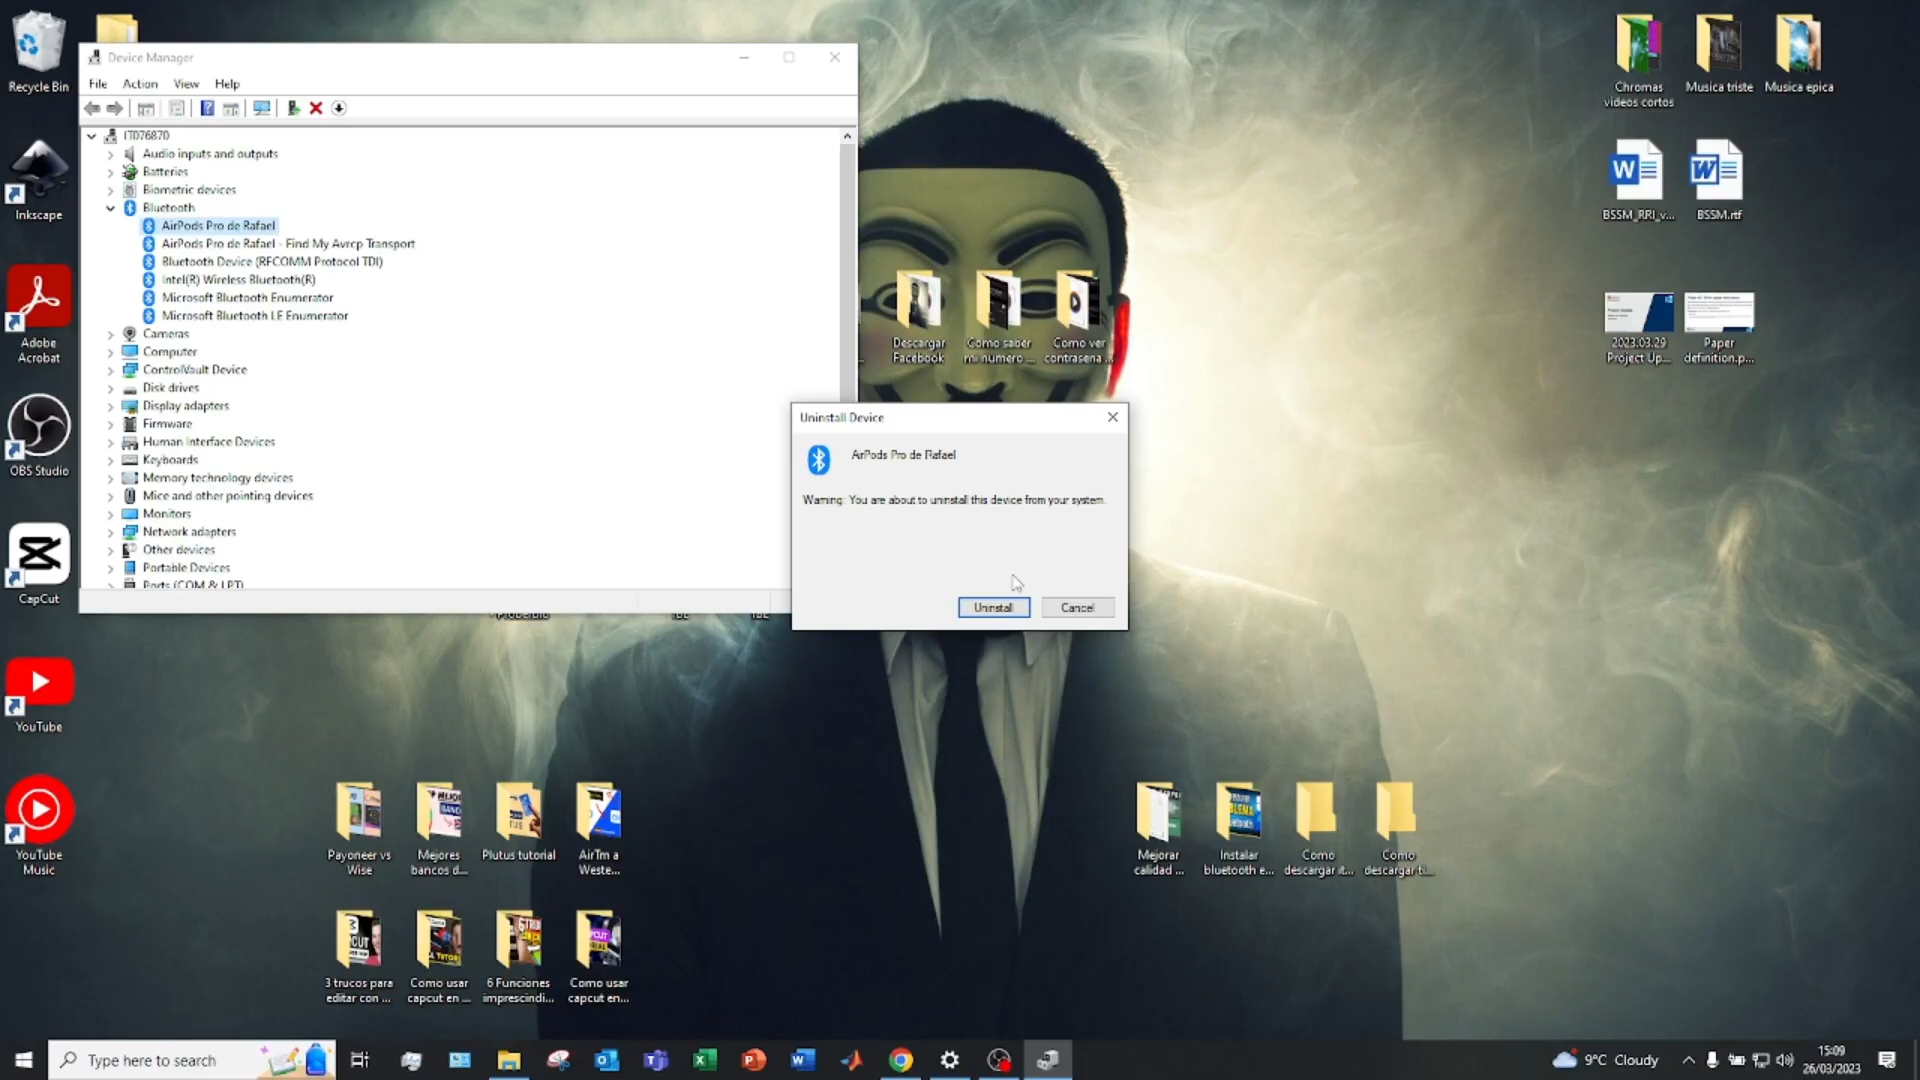 Recycle Bin
Inkscape
Adobe
Acrobat
OBS Studio
CapCut
YouTube
YouTube
Music
Device Manager
File Action View Help
IT076870
Audio inputs and outputs
Batteries
Biometric devices
Bluetooth
AirPods Pro de Rafael
AirPods Pro de Rafael - Find My Avrcp Transport
Bluetooth Device (RFCOMM Protocol TDI)
Intel(R) Wireless Bluetooth(R)
Microsoft Bluetooth Enumerator
Microsoft Bluetooth LE Enumerator
Cameras
Computer
ControlVault Device
Disk drives
Display adapters
Firmware
Human Interface Devices
Keyboards
Memory technology devices
Mice and other pointing devices
Monitors
Network adapters
Other devices
Portable Devices
Ports (COM & LPT)
Descargar
Facebook
Como saber
mi numero ...
Como ver
contrasena ...
Uninstall Device
AirPods Pro de Rafael
Warning: You are about to uninstall this device from your system.
Uninstall
Cancel
Chromas
videos cortos
Musica triste
Musica epica
BSSM_RRI_v...
BSSM.rtf
2023.03.29
Project Up...
Paper
definition.p...
Payoneer vs
Wise
Mejores
bancos d...
Plutus tutorial
AirTm a
Weste...
3 trucos para
editar con ...
Como usar
capcut en ...
6 Funciones
imprescindi...
Como usar
capcut en...
Mejorar
calidad ...
Instalar
bluetooth e...
Como
descargar it...
Como
descargar t...
Type here to search
9°C Cloudy
15:09
26/03/2023